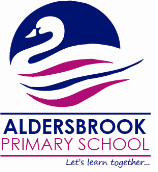 ALDERSBROOK
PRIMARY SCHOOL
Let's learn together...